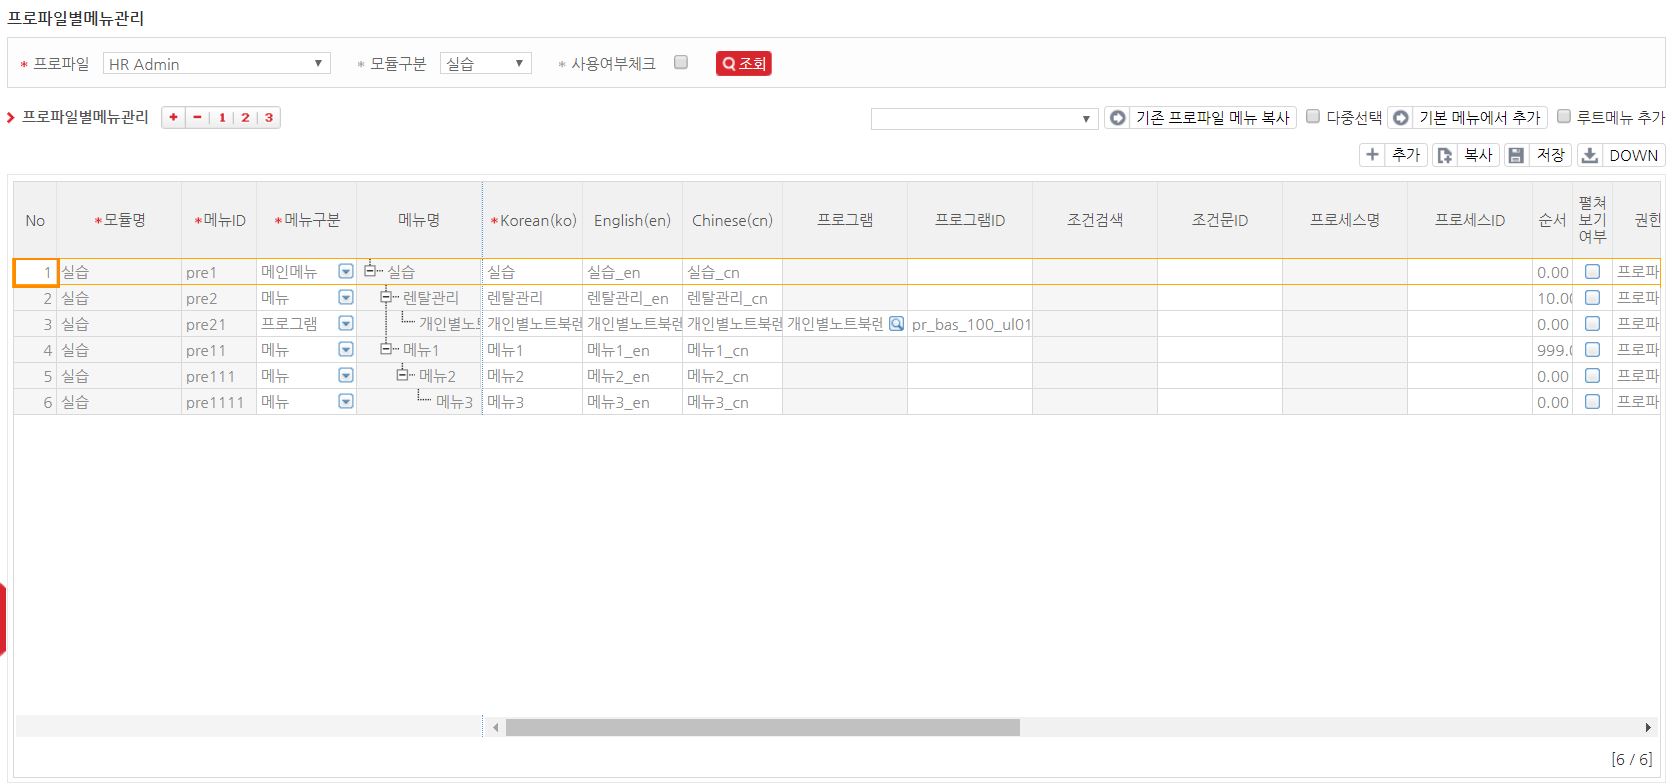 프로파일별메뉴관리
* 프로파일 HR Admin * 모듈구분 실습 * 사용여부체크 조회
프로파일별메뉴관리 + - 1 2 3 기존 프로파일 메뉴 복사 다중선택 기본 메뉴에서 추가 루트메뉴 추가
추가 복사 저장 DOWN
No *모듈명 *메뉴ID *메뉴구분 메뉴명 *Korean(ko) English(en) Chinese(cn) 프로그램 프로그램ID 조건검색 조건문ID 프로세스명 프로세스ID 순서 펼쳐보기여부 권한
1 실습 pre1 메인메뉴 실습 실습 실습_en 실습_cn 0.00 프로파
2 실습 pre2 메뉴 렌탈관리 렌탈관리 렌탈관리_en 렌탈관리_cn 10.00 프로파
3 실습 pre21 프로그램 개인별노트 개인별노트북렌 개인별노트북렌 개인별노트북렌 개인별노트북렌 pr_bas_100_ul01 0.00 프로파
4 실습 pre11 메뉴 메뉴1 메뉴1 메뉴1_en 메뉴1_cn 999.0 프로파
5 실습 pre111 메뉴 메뉴2 메뉴2 메뉴2_en 메뉴2_cn 0.00 프로파
6 실습 pre1111 메뉴 메뉴3 메뉴3 메뉴3_en 메뉴3_cn 0.00 프로파
[6 / 6]